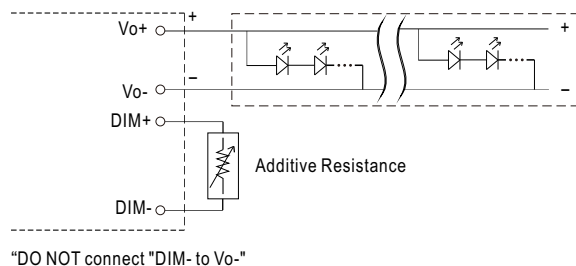 Vo+
+
+
Vo-
–
–
DIM+
Additive Resistance
DIM-
“DO NOT connect "DIM- to Vo-"